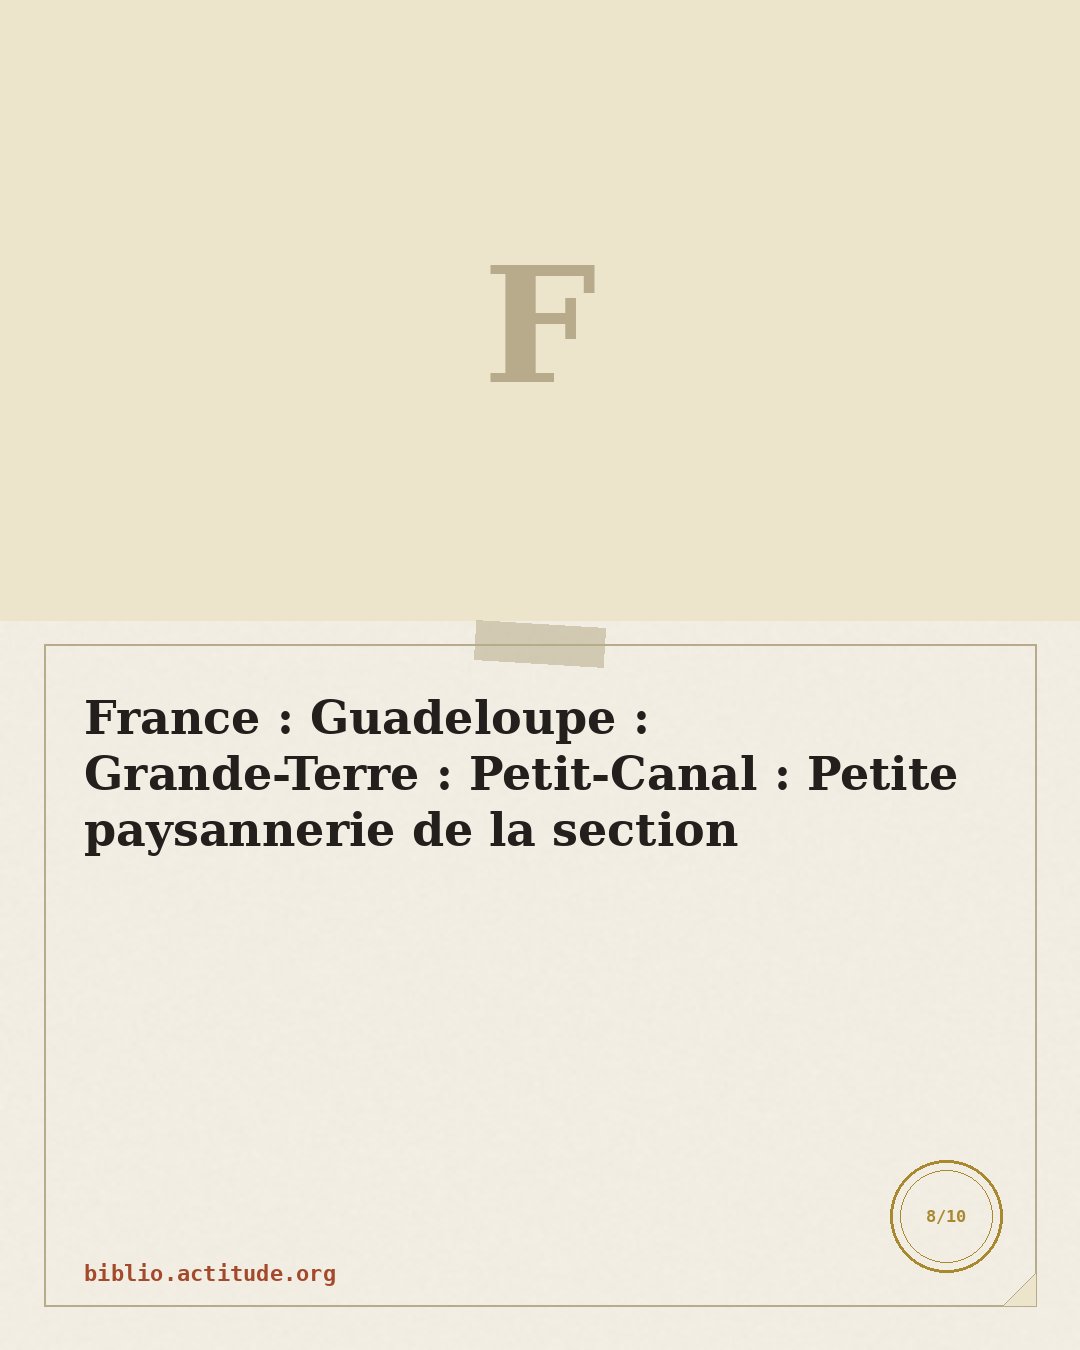 F
France : Guadeloupe :
Grande-Terre : Petit-Canal : Petite
paysannerie de la section
8/10
biblio.actitude.org